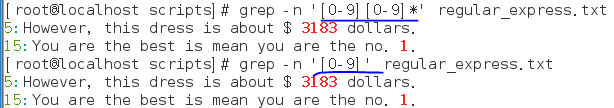 [root@localhost scripts]# grep -n '[0-9][0-9]*' regular_express.txt
5:However, this dress is about $ 3183 dollars.
15:You are the best is mean you are the no. 1.
[root@localhost scripts]# grep -n '[0-9]' regular_express.txt
5:However, this dress is about $ 3183 dollars.
15:You are the best is mean you are the no. 1.